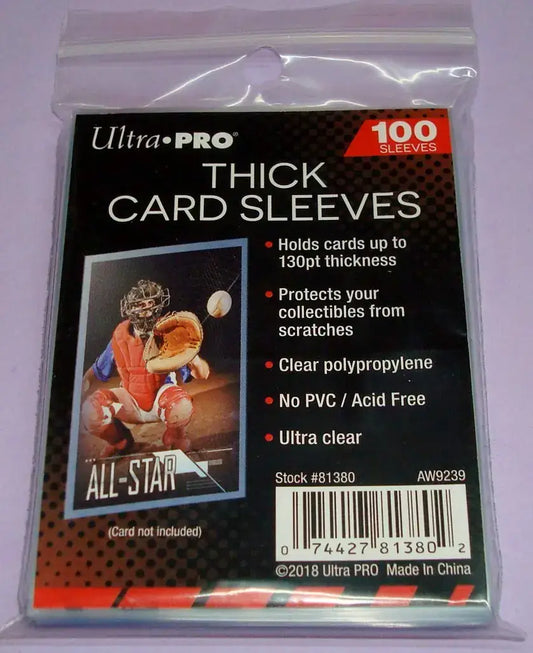 Ultra•PRO®
100
SLEEVES
THICK
CARD SLEEVES
• Holds cards up to
130pt thickness
• Protects your
collectibles from
scratches
• Clear polypropylene
• No PVC / Acid Free
• Ultra clear
ALL-STAR
(Card not included)
Stock #81380 AW9239
0 74427 81380 2
©2018 Ultra PRO Made In China